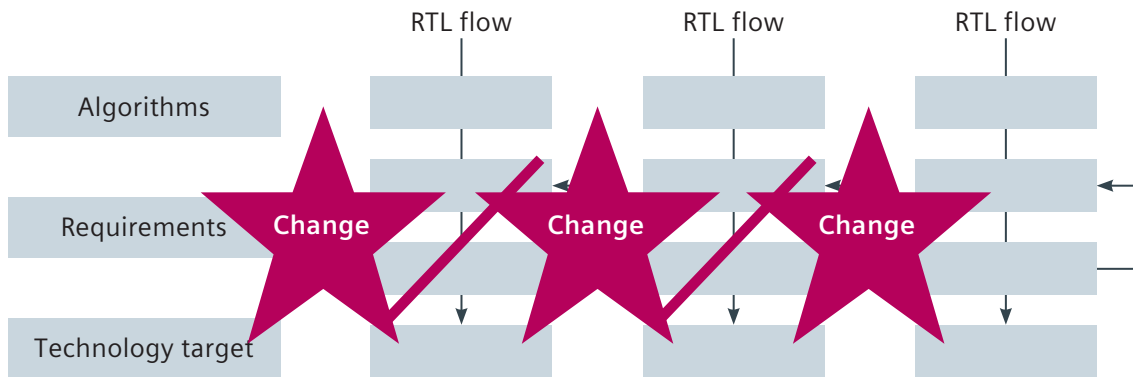 RTL flow
RTL flow
RTL flow
Algorithms
Requirements
Change
Change
Change
Technology target